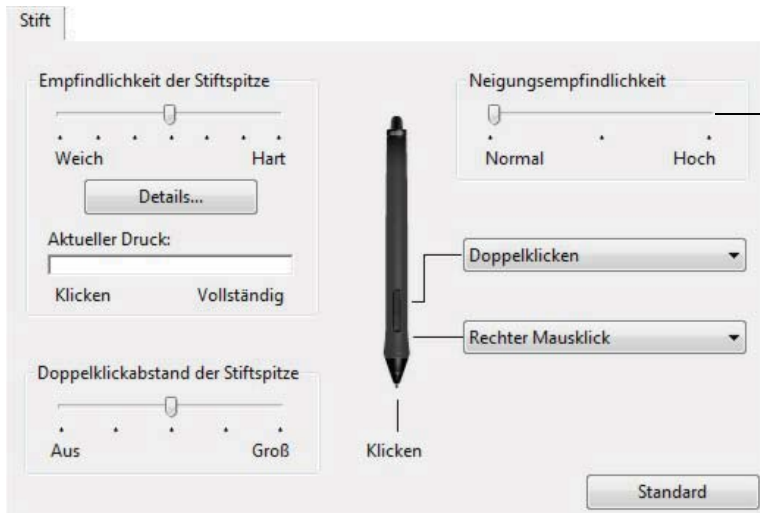 Stift
Empfindlichkeit der Stiftspitze
Weich Hart
Details...
Aktueller Druck:
Klicken Vollständig
Doppelklickabstand der Stiftspitze
Aus Groß
Klicken
Neigungsempfindlichkeit
Normal Hoch
Doppelklicken
Rechter Mausklick
Standard